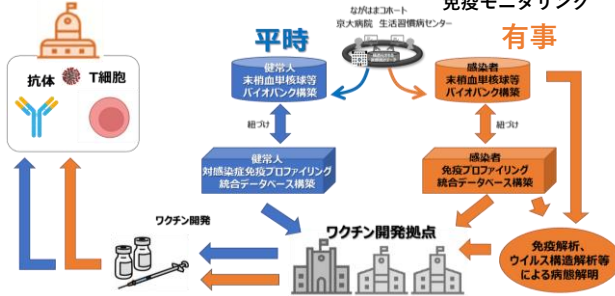 免疫モニタリング
ながはまコホート
京大病院 生活習慣病センター
平時
有事
抗体
T細胞
健常人
末梢血単核球等
バイオバンク構築
感染者
末梢血単核球等
バイオバンク構築
紐づけ
紐づけ
健常人
対感染症免疫プロファイリング
統合データベース構築
感染者
免疫プロファイリング
統合データベース構築
ワクチン開発
ワクチン開発拠点
免疫解析、
ウイルス構造解析等
による病態解明